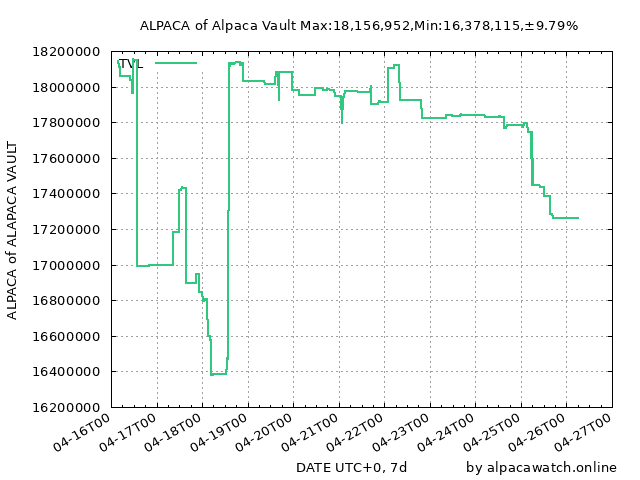 ALPACA of Alpaca Vault Max:18,156,952,Min:16,378,115,±9.79%
TVL
18200000
18000000
17800000
17600000
17400000
17200000
17000000
16800000
16600000
16400000
16200000
ALPACA of ALAPACA VAULT
04-16T00
04-17T00
04-18T00
04-19T00
04-20T00
04-21T00
04-22T00
04-23T00
04-24T00
04-25T00
04-26T00
04-27T00
DATE UTC+0, 7d
by alpacawatch.online